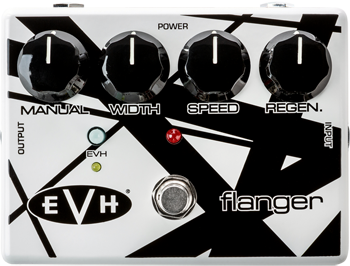 POWER
MANUAL WIDTH SPEED REGEN.
OUTPUT
INPUT
EVH
EVH
flanger